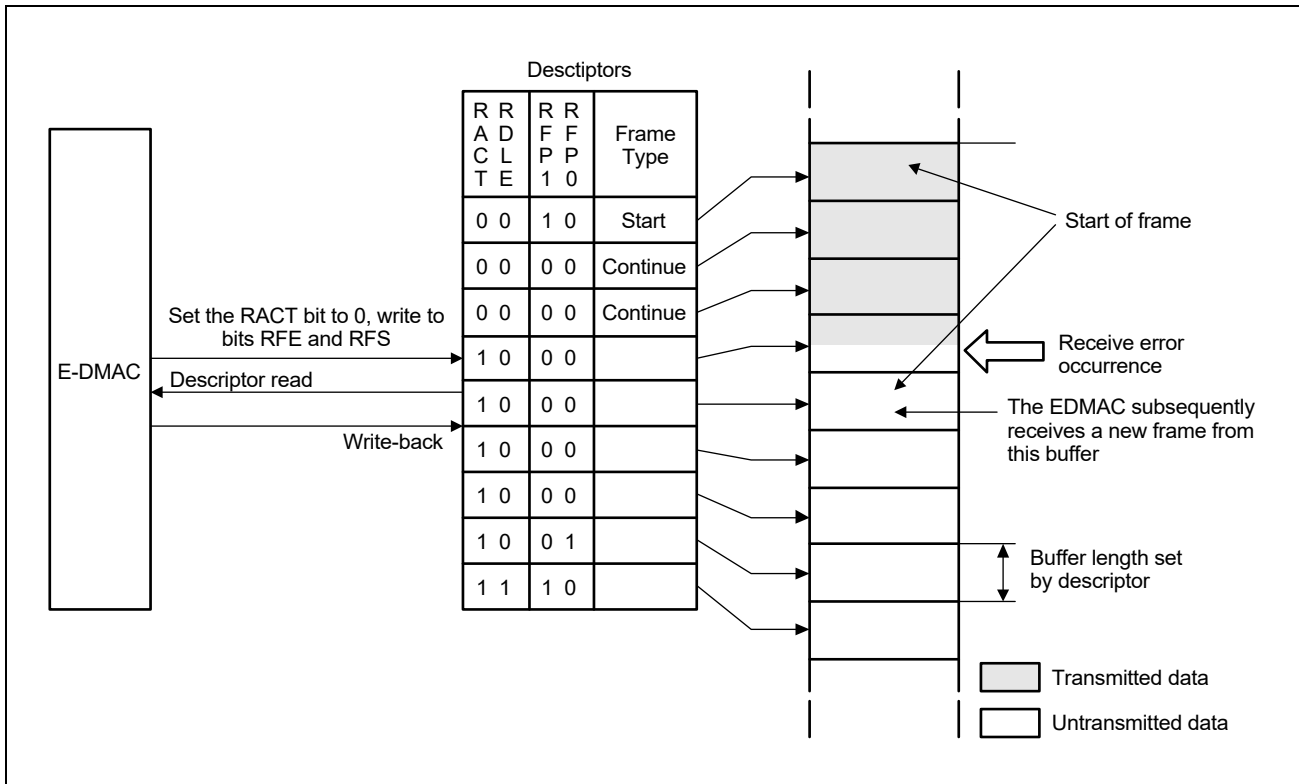 Desctiptors
RACT RDLE RFP1 RFP0 Frame
Type
0 0 1 0 Start
0 0 0 0 Continue
0 0 0 0 Continue
1 0 0 0
1 0 0 0
1 0 0 0
1 0 0 0
1 0 0 1
1 1 1 0
E-DMAC
Set the RACT bit to 0, write to
bits RFE and RFS
Descriptor read
Write-back
Start of frame
Receive error
occurrence
The EDMAC subsequently
receives a new frame from
this buffer
Buffer length set
by descriptor
Transmitted data
Untransmitted data